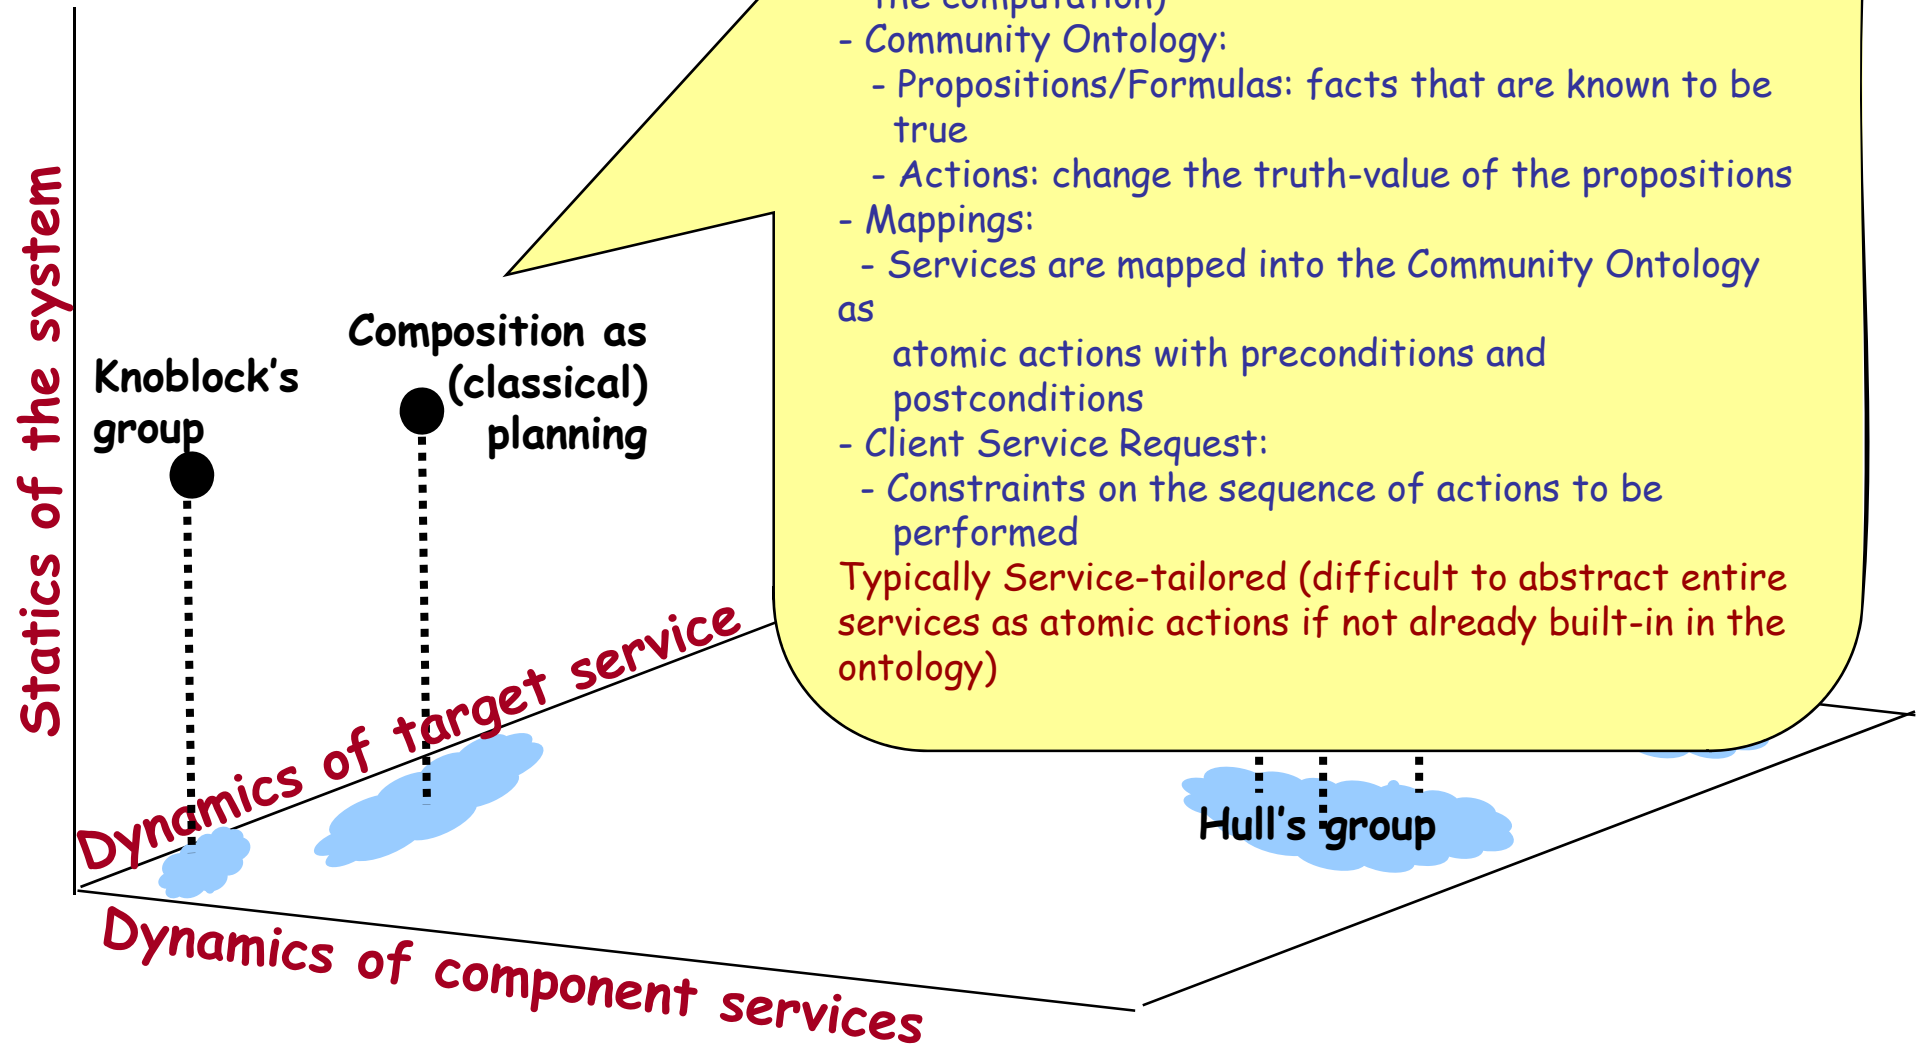 the computation)
- Community Ontology:
- Propositions/Formulas: facts that are known to be
true
- Actions: change the truth-value of the propositions
- Mappings:
- Services are mapped into the Community Ontology
as
atomic actions with preconditions and
postconditions
- Client Service Request:
- Constraints on the sequence of actions to be
performed
Typically Service-tailored (difficult to abstract entire
services as atomic actions if not already built-in in the
ontology)
Statics of the system
Knoblock's
group
Composition as
(classical)
planning
Dynamics of target service
Hull's group
Dynamics of component services